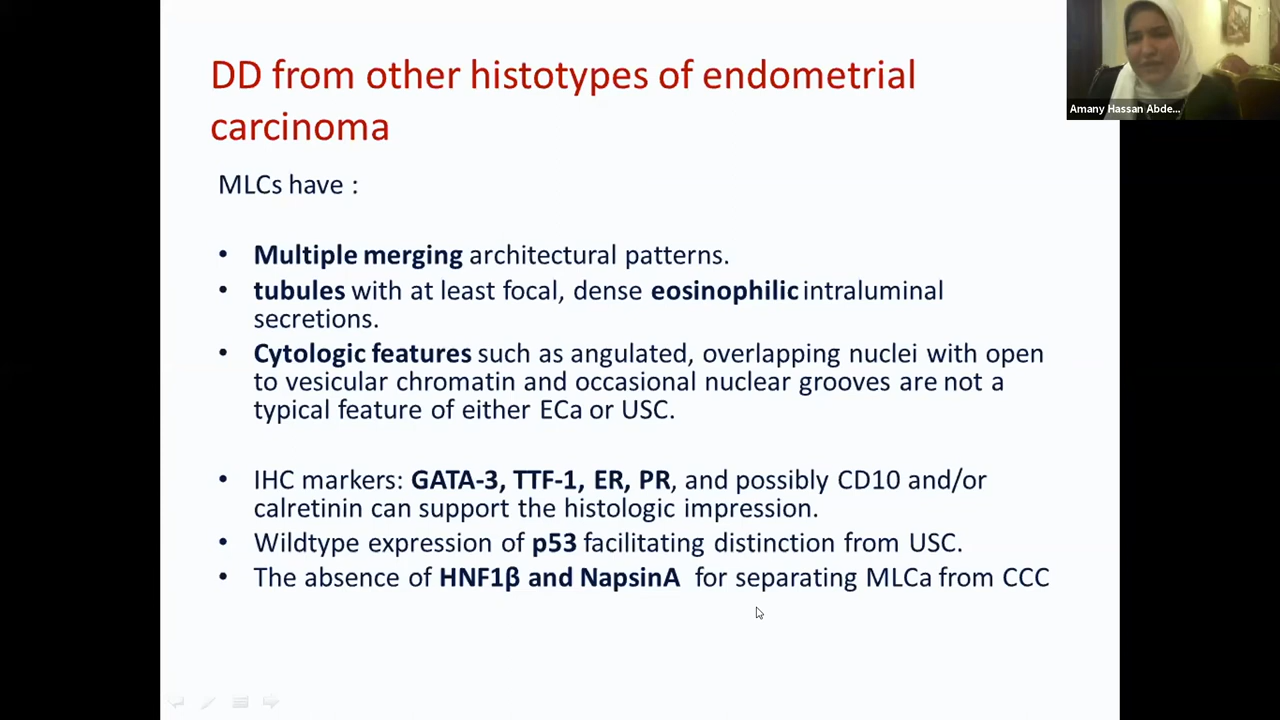 DD from other histotypes of endometrial
carcinoma
Amany Hassan Abde...
MLCs have :
• Multiple merging architectural patterns.
• tubules with at least focal, dense eosinophilic intraluminal
secretions.
• Cytologic features such as angulated, overlapping nuclei with open
to vesicular chromatin and occasional nuclear grooves are not a
typical feature of either ECa or USC.
• IHC markers: GATA-3, TTF-1, ER, PR, and possibly CD10 and/or
calretinin can support the histologic impression.
• Wildtype expression of p53 facilitating distinction from USC.
• The absence of HNF1β and NapsinA for separating MLCa from CCC